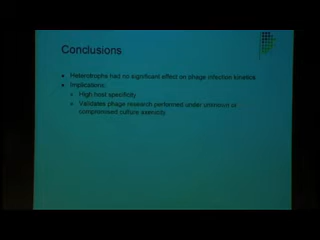 Conclusions
Heterotrophs had no significant effect on phage infection kinetics
Implications:
High host specificity
Validates phage research performed under unknown or
compromised culture axenicity